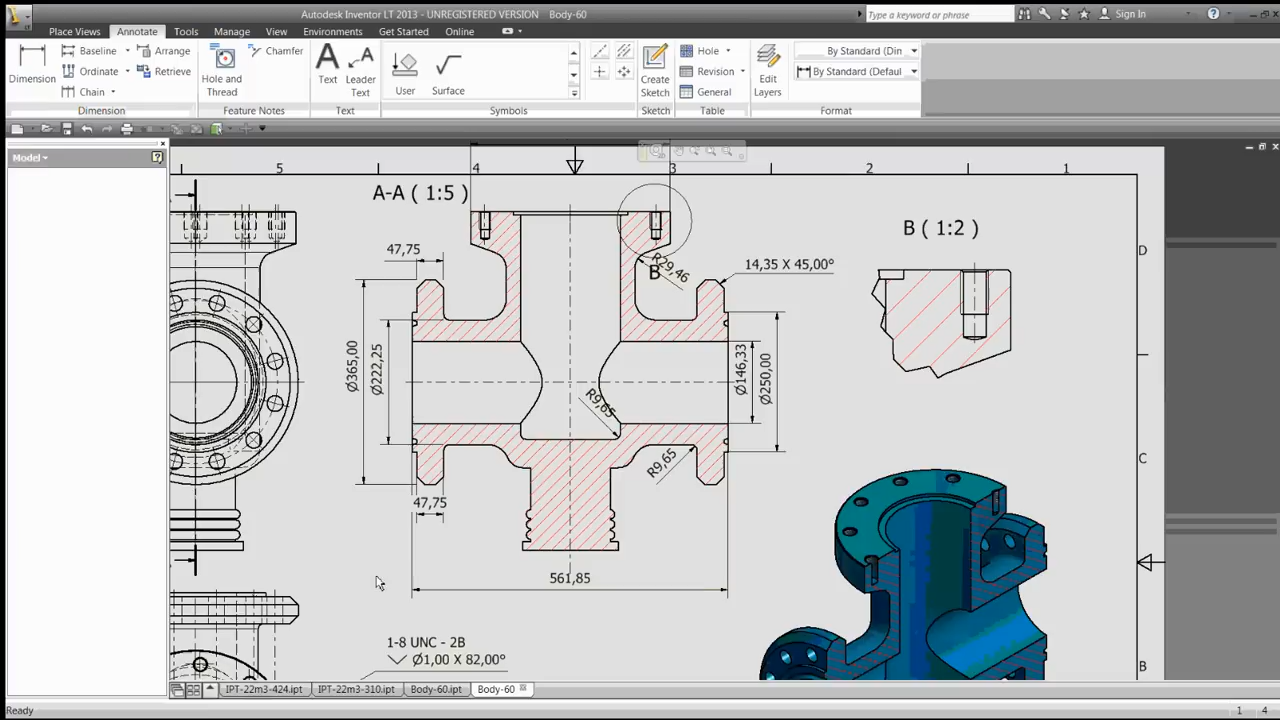 Autodesk Inventor LT 2013 - UNREGISTERED VERSION Body-60
Type a keyword or phrase
Sign In
Place Views Annotate Tools Manage View Environments Get Started Online
Dimension
Baseline
Ordinate
Chain
Arrange
Retrieve
Dimension
Hole and
Thread
Chamfer
Feature Notes
A
Text
A
Leader
Text
Text
User
Surface
Symbols
Create
Sketch
Sketch
Hole
Revision
General
Table
Edit
Layers
By Standard (Din
By Standard (Defaul
Format
Model
5 4 3 2 1
A-A ( 1:5 )
B ( 1:2 )
D
C
B
47,75
R29,46
B
14,35 X 45,00°
Ø365,00
Ø222,25
Ø146,33
Ø250,00
R9,65
R9,65
47,75
561,85
1-8 UNC - 2B
Ø1,00 X 82,00°
IPT-22m3-424.ipt IPT-22m3-310.ipt Body-60.ipt Body-60
Ready
1 4